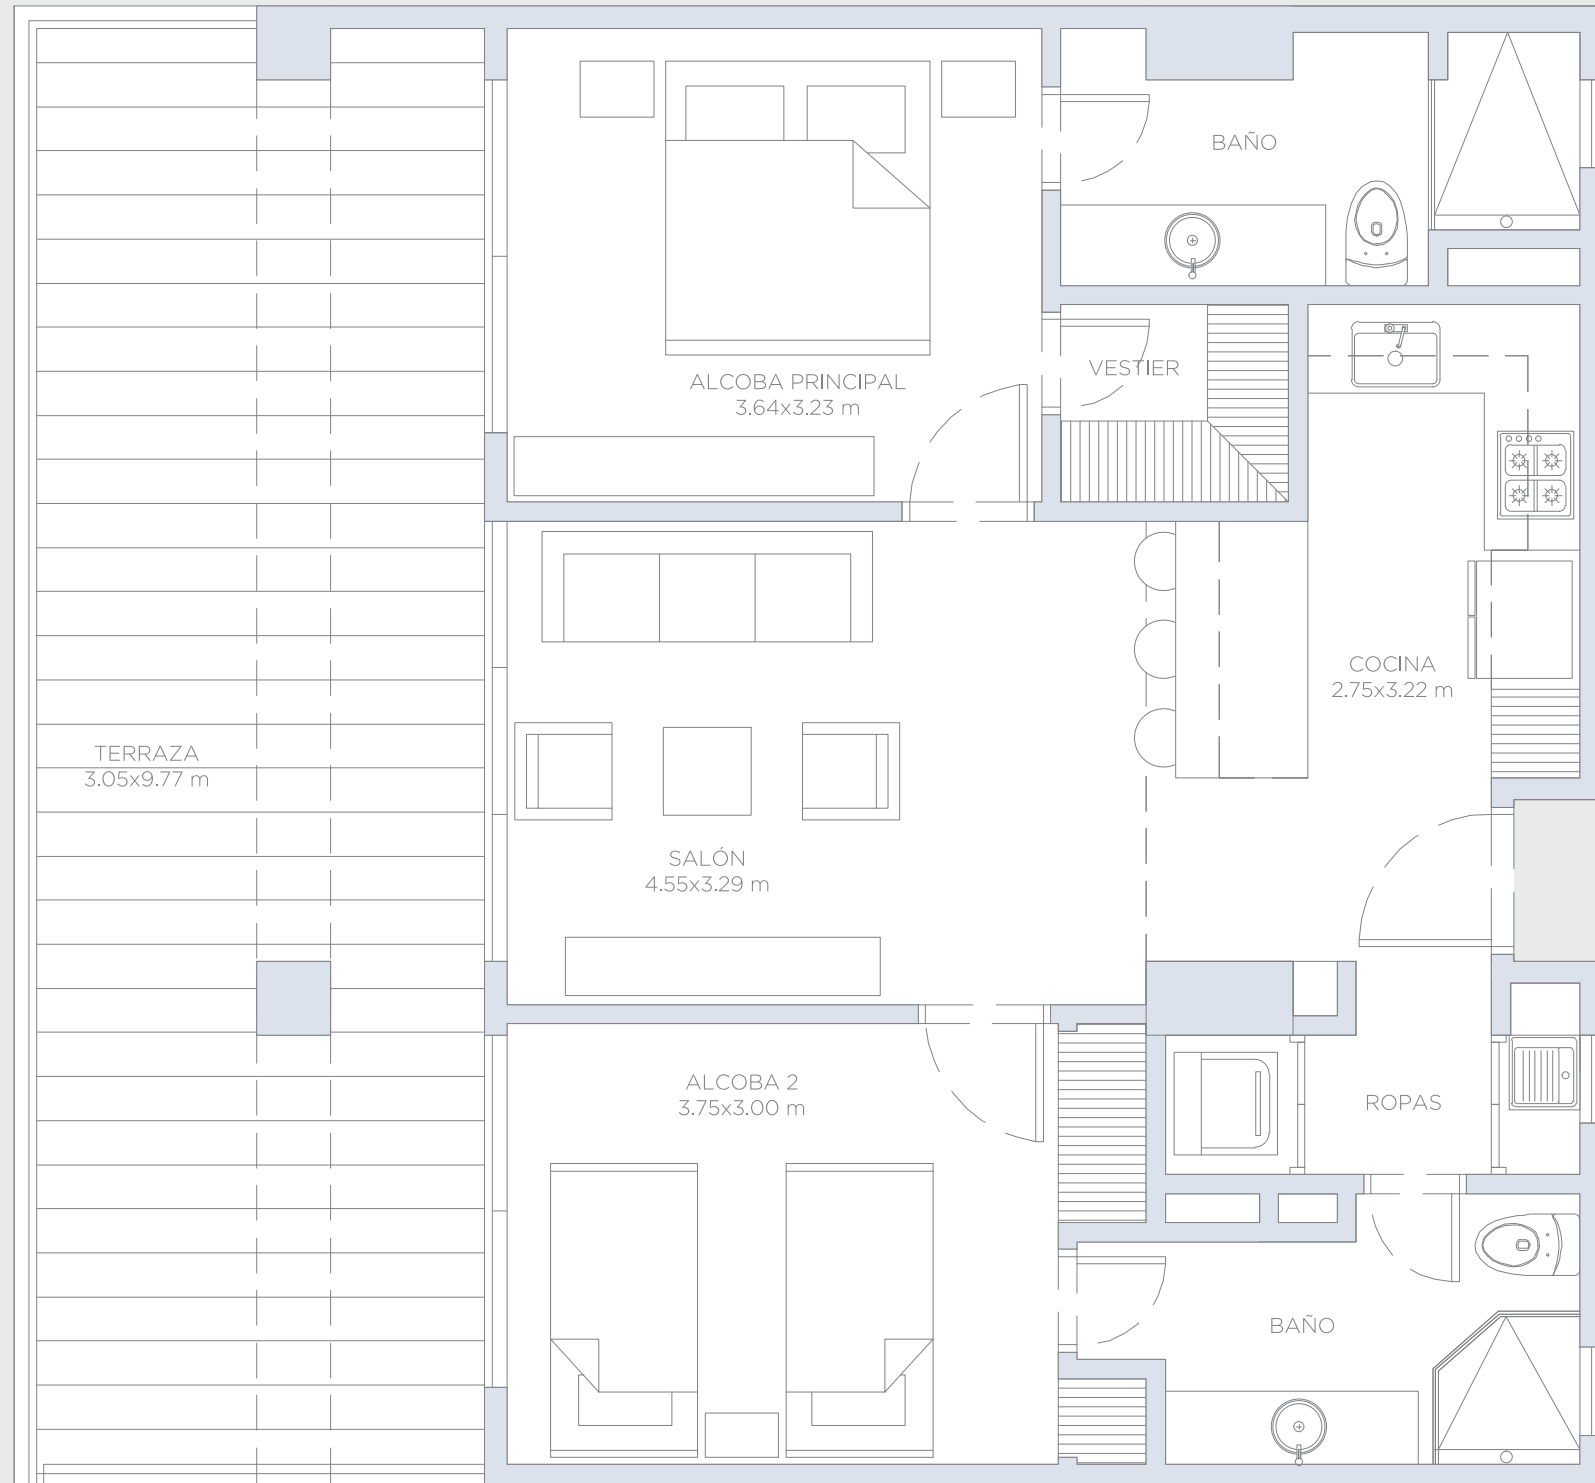 BAÑO
VESTIER
ALCOBA PRINCIPAL
3.64x3.23 m
COCINA
2.75x3.22 m
TERRAZA
3.05x9.77 m
SALÓN
4.55x3.29 m
ALCOBA 2
3.75x3.00 m
ROPAS
BAÑO